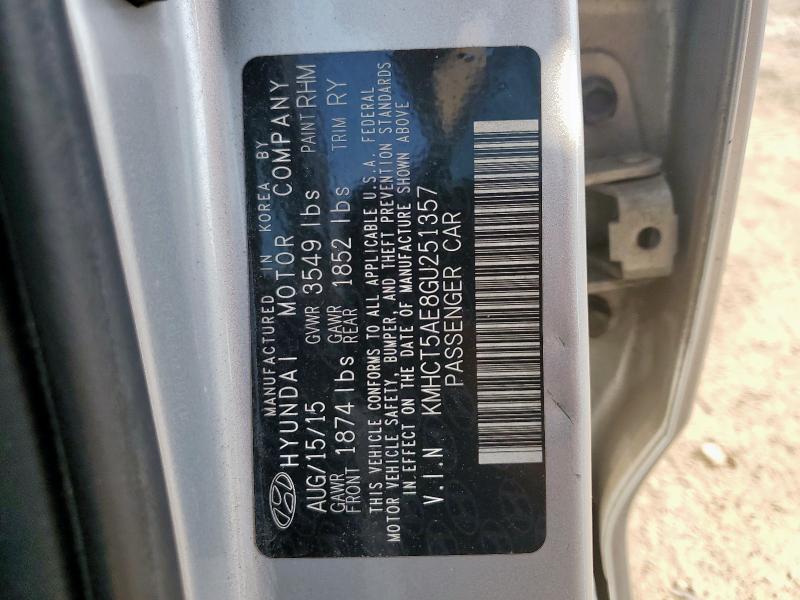 MANUFACTURED IN KOREA BY
HYUNDAI MOTOR COMPANY
AUG/15/15 GVWR 3549 lbs PAINT RHM
GAWR FRONT 1874 lbs GAWR REAR 1852 lbs TRIM RY
THIS VEHICLE CONFORMS TO ALL APPLICABLE U.S.A. FEDERAL
MOTOR VEHICLE SAFETY, BUMPER, AND THEFT PREVENTION STANDARDS
IN EFFECT ON THE DATE OF MANUFACTURE SHOWN ABOVE
V.I.N KMHCT5AE8GU251357
PASSENGER CAR